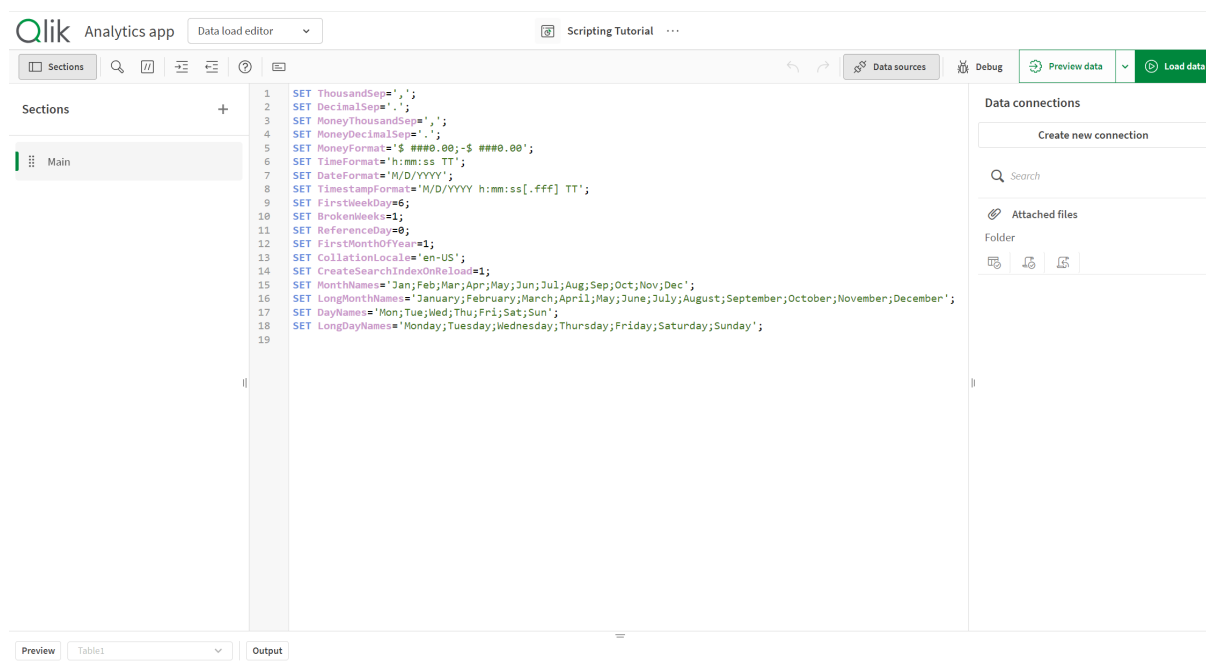 Qlik Analytics app Data load editor Scripting Tutorial ...
Sections // ? Data sources Debug Preview data Load data
Sections +
Main
1 SET ThousandSep=',';
2 SET DecimalSep='.';
3 SET MoneyThousandSep=',';
4 SET MoneyDecimalSep='.';
5 SET MoneyFormat='$ ###0.00;-$ ###0.00';
6 SET TimeFormat='h:mm:ss TT';
7 SET DateFormat='M/D/YYYY';
8 SET TimestampFormat='M/D/YYYY h:mm:ss[.fff] TT';
9 SET FirstWeekDay=6;
10 SET BrokenWeeks=1;
11 SET ReferenceDay=0;
12 SET FirstMonthOfYear=1;
13 SET CollationLocale='en-US';
14 SET CreateSearchIndexOnReload=1;
15 SET MonthNames='Jan;Feb;Mar;Apr;May;Jun;Jul;Aug;Sep;Oct;Nov;Dec';
16 SET LongMonthNames='January;February;March;April;May;June;July;August;September;October;November;December';
17 SET DayNames='Mon;Tue;Wed;Thu;Fri;Sat;Sun';
18 SET LongDayNames='Monday;Tuesday;Wednesday;Thursday;Friday;Saturday;Sunday';
19
Data connections
Create new connection
Search
Attached files
Folder
Preview Table1 Output